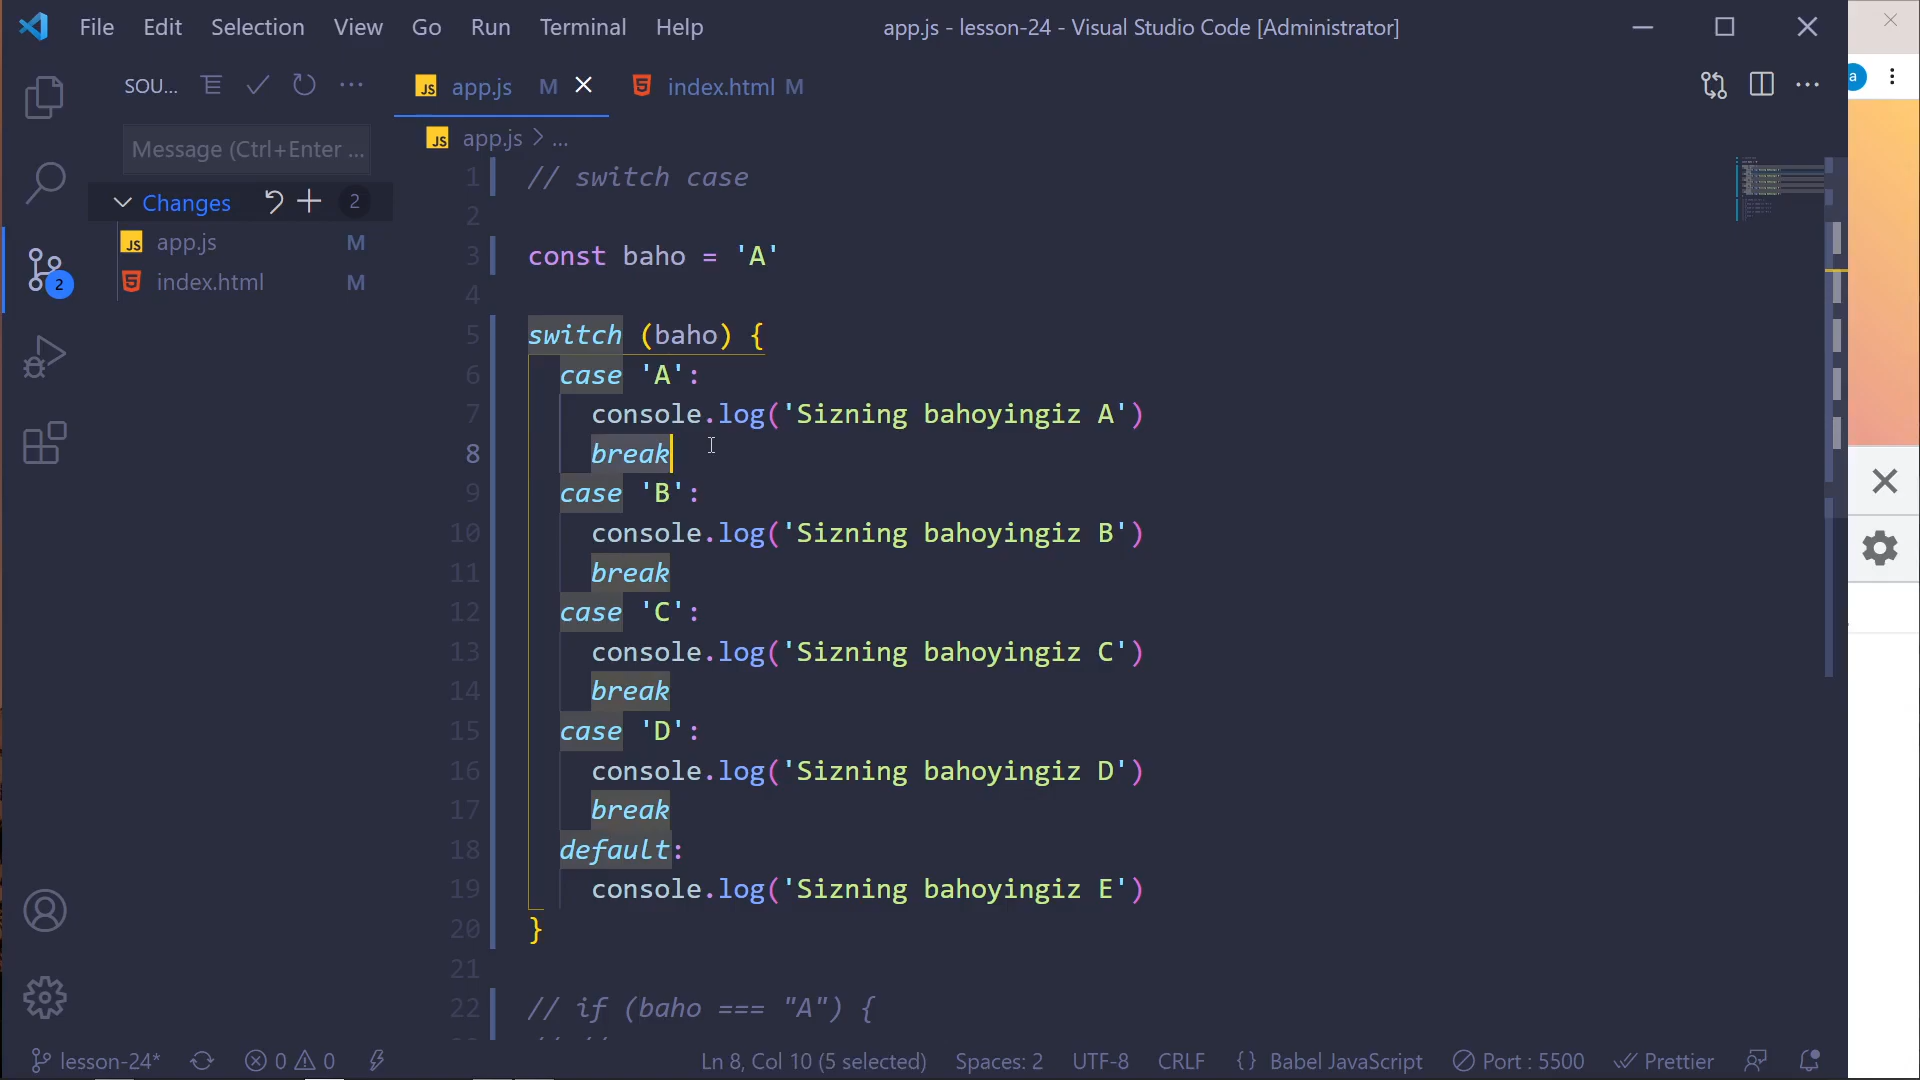 File Edit Selection View Go Run Terminal Help app.js - lesson-24 - Visual Studio Code [Administrator]
SOU... app.js M index.html M
a
app.js > ...
Message (Ctrl+Enter ...
Changes 2
JS app.js M
index.html M
2
1 // switch case
2
3 const baho = 'A'
4
5 switch (baho) {
6 case 'A':
7 console.log('Sizning bahoyingiz A')
8 break
9 case 'B':
10 console.log('Sizning bahoyingiz B')
11 break
12 case 'C':
13 console.log('Sizning bahoyingiz C')
14 break
15 case 'D':
16 console.log('Sizning bahoyingiz D')
17 break
18 default:
19 console.log('Sizning bahoyingiz E')
20 }
21
22 // if (baho === "A") {
lesson-24* 0 0 Ln 8, Col 10 (5 selected) Spaces: 2 UTF-8 CRLF {} Babel JavaScript Port : 5500 Prettier